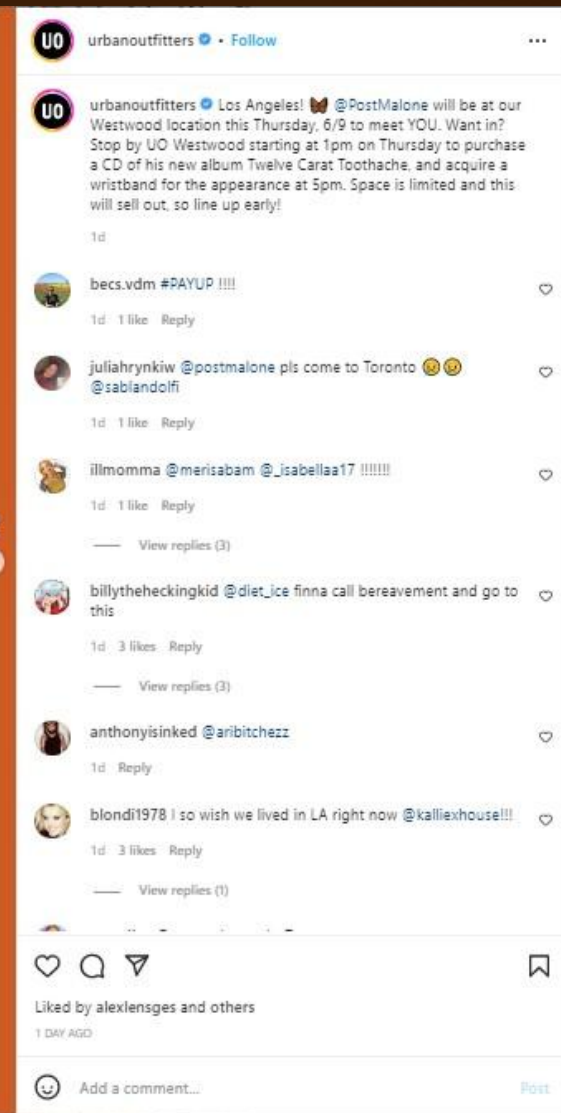 UO urbanoutfitters • Follow ...
UO urbanoutfitters Los Angeles! @PostMalone will be at our
Westwood location this Thursday, 6/9 to meet YOU. Want in?
Stop by UO Westwood starting at 1pm on Thursday to purchase
a CD of his new album Twelve Carat Toothache, and acquire a
wristband for the appearance at 5pm. Space is limited and this
will sell out, so line up early!
1d
becs.vdm #PAYUP !!!!
1d 1 like Reply
juliahrynkiw @postmalone pls come to Toronto 😣😣
@sablandolfi
1d 1 like Reply
illmomma @merisabam @_isabellaa17 !!!!!!!
1d 1 like Reply
View replies (3)
billytheheckingkid @diet_ice finna call bereavement and go to
this
1d 3 likes Reply
View replies (3)
anthonyisinked @aribitchezz
1d Reply
blondi1978 I so wish we lived in LA right now @kalliexhouse!!!
1d 3 likes Reply
View replies (1)
Liked by alexlensges and others
1 DAY AGO
Add a comment...
Post